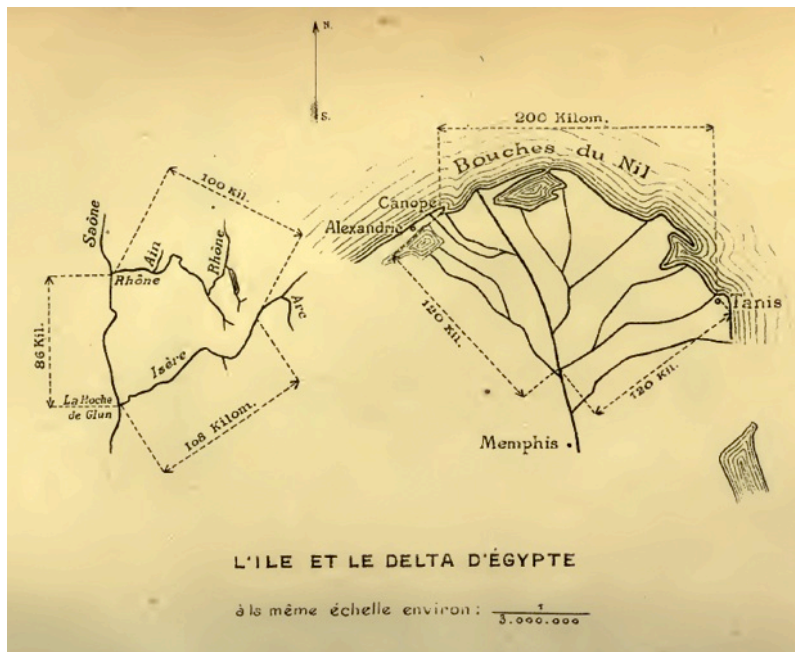 N.
S.
200 Kilom.
Bouches du Nil
100 Kil.
Canope
Alexandrie
Saône
Ain
Rhône
Rhône
Arc
Tanis
86 Kil.
120 Kil.
120 Kil.
Isère
La Roche
de Glun
108 Kilom.
Memphis
L'ILE ET LE DELTA D'ÉGYPTE
à la même échelle environ : 1
3.000.000